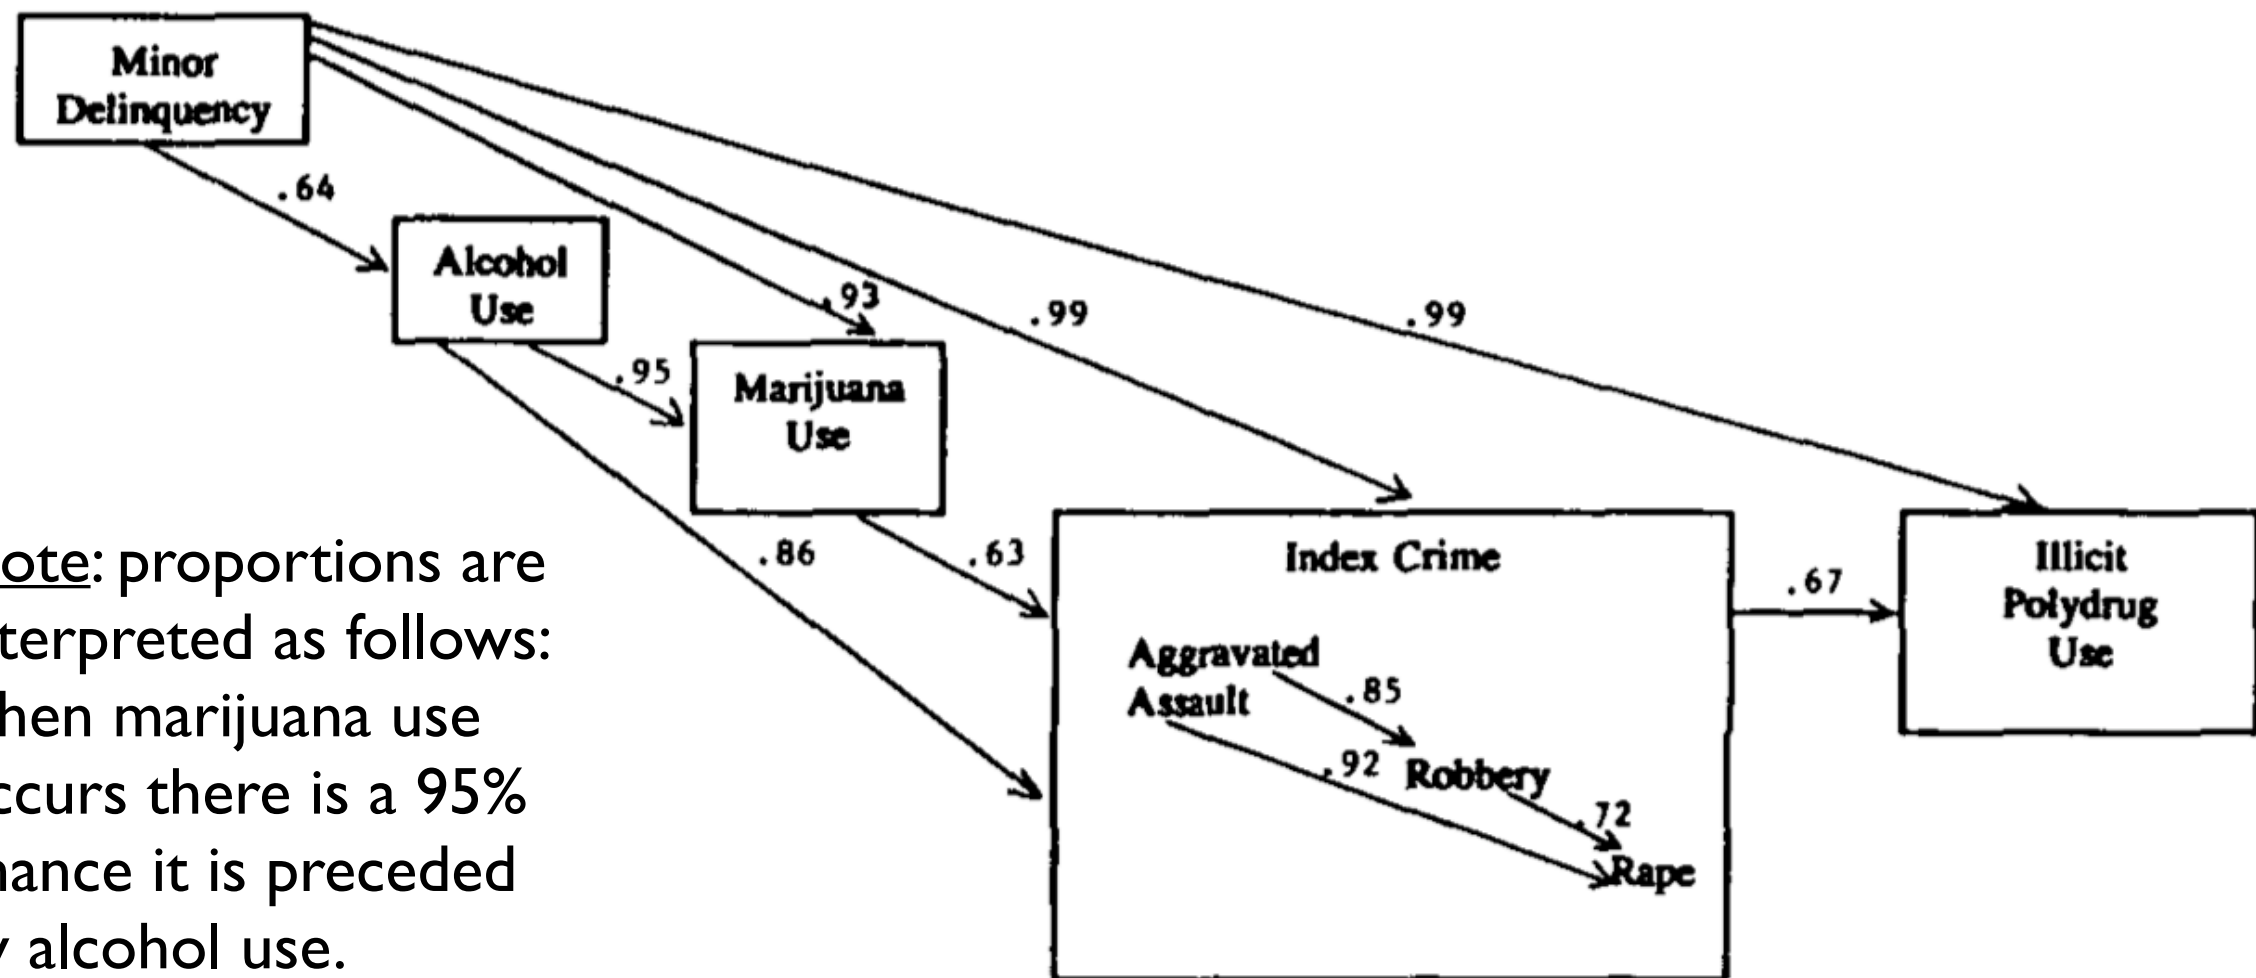 Minor
Delinquency
.64
Alcohol
Use
.93
.99
.99
.95
Marijuana
Use
.86
.63
Index Crime
.67
Illicit
Polydrug
Use
Aggravated
Assault
.85
.92
Robbery
.72
Rape
ote: proportions are
terpreted as follows:
hen marijuana use
ccurs there is a 95%
hance it is preceded
y alcohol use.